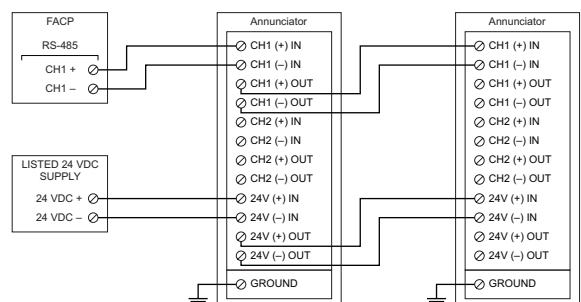 FACP
RS-485
CH1 +
CH1 –
LISTED 24 VDC
SUPPLY
24 VDC +
24 VDC –
Annunciator
CH1 (+) IN
CH1 (–) IN
CH1 (+) OUT
CH1 (–) OUT
CH2 (+) IN
CH2 (–) IN
CH2 (+) OUT
CH2 (–) OUT
24V (+) IN
24V (–) IN
24V (+) OUT
24V (–) OUT
GROUND
Annunciator
CH1 (+) IN
CH1 (–) IN
CH1 (+) OUT
CH1 (–) OUT
CH2 (+) IN
CH2 (–) IN
CH2 (+) OUT
CH2 (–) OUT
24V (+) IN
24V (–) IN
24V (+) OUT
24V (–) OUT
GROUND